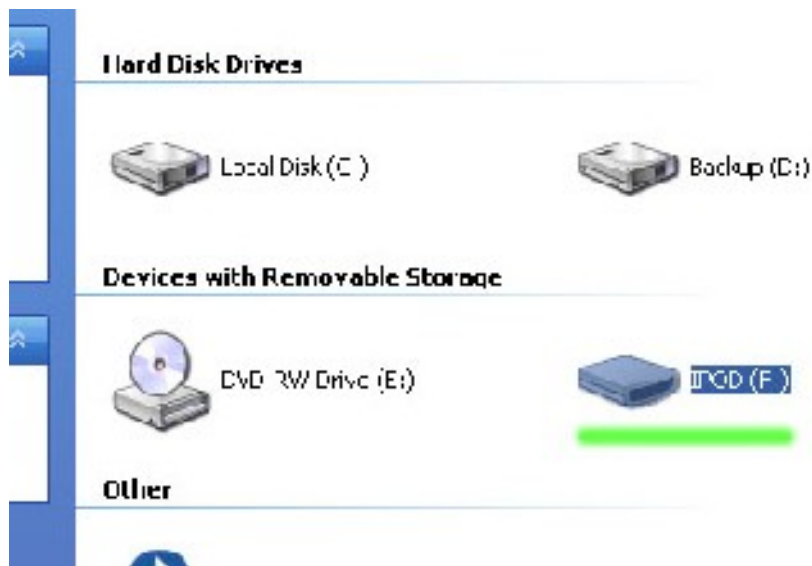 Hard Disk Drives
Local Disk (C:)
Backup (D:)
Devices with Removable Storage
DVD-RW Drive (E:)
IPOD (F:)
Other